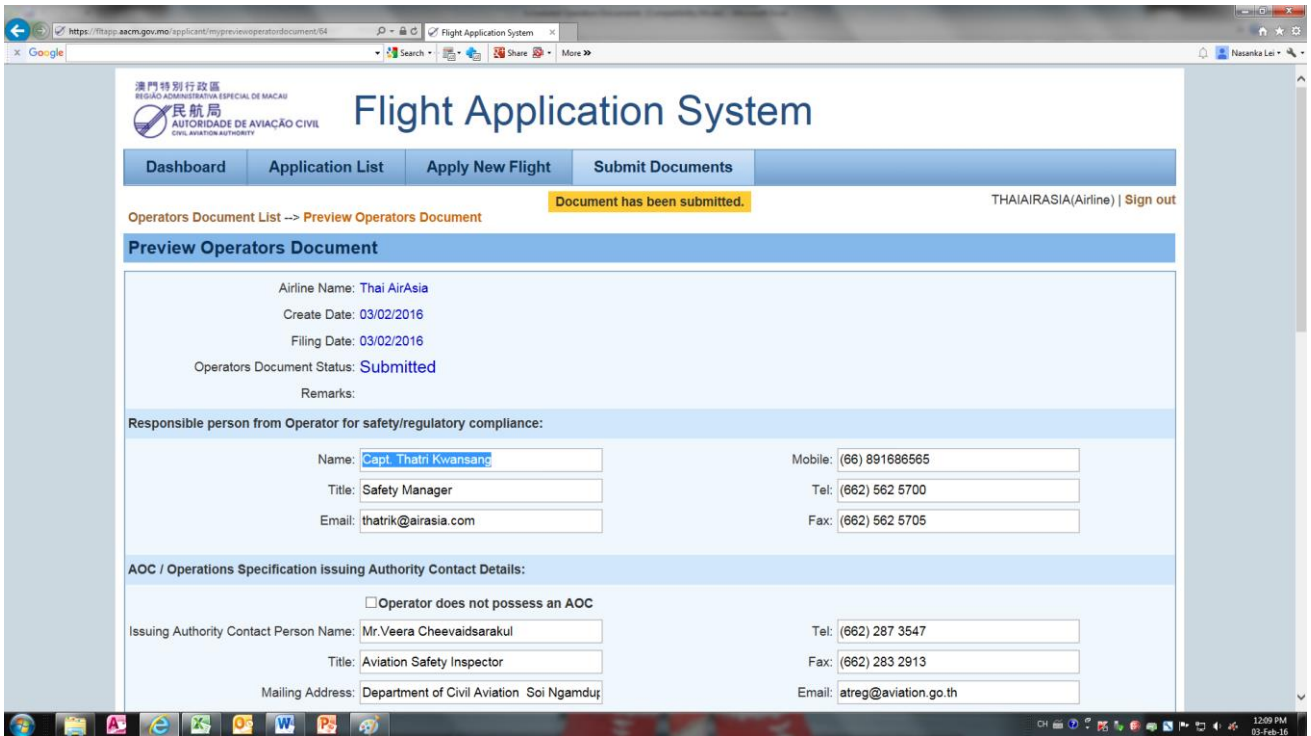 https://fltapp.aacm.gov.mo/applicant/mypreviewoperatordocument/64
Flight Application System
x Google
Search
Share
More »
Nasanka Lei
澳門特別行政區
REGIÃO ADMINISTRATIVA ESPECIAL DE MACAU
民航局
AUTORIDADE DE AVIAÇÃO CIVIL
CIVIL AVIATION AUTHORITY
Flight Application System
Dashboard Application List Apply New Flight Submit Documents
Document has been submitted.
THAIAIRASIA(Airline) | Sign out
Operators Document List --> Preview Operators Document
Preview Operators Document
Airline Name: Thai AirAsia
Create Date: 03/02/2016
Filing Date: 03/02/2016
Operators Document Status: Submitted
Remarks:
Responsible person from Operator for safety/regulatory compliance:
Name: Capt. Thatri Kwansang Mobile: (66) 891686565
Title: Safety Manager Tel: (662) 562 5700
Email: thatrik@airasia.com Fax: (662) 562 5705
AOC / Operations Specification issuing Authority Contact Details:
Operator does not possess an AOC
Issuing Authority Contact Person Name: Mr.Veera Cheevaidsarakul Tel: (662) 287 3547
Title: Aviation Safety Inspector Fax: (662) 283 2913
Mailing Address: Department of Civil Aviation Soi Ngamdup Email: atreg@aviation.go.th
CH
12:09 PM
03-Feb-16